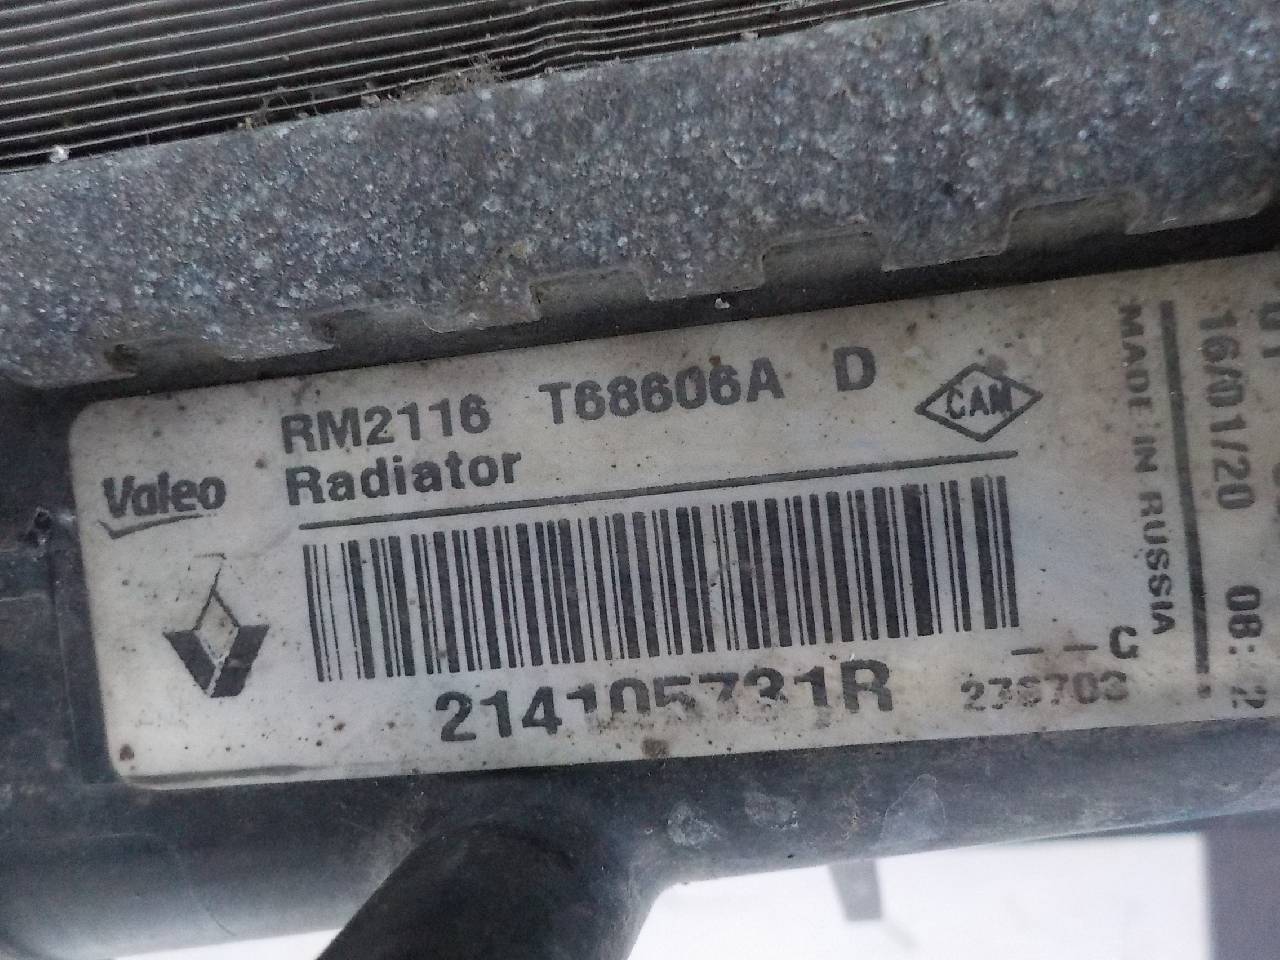 RM2116 T68606A D
CAM
Valeo
Radiator
214105731R
--C
MADE IN RUSSIA
16/01/20 08: